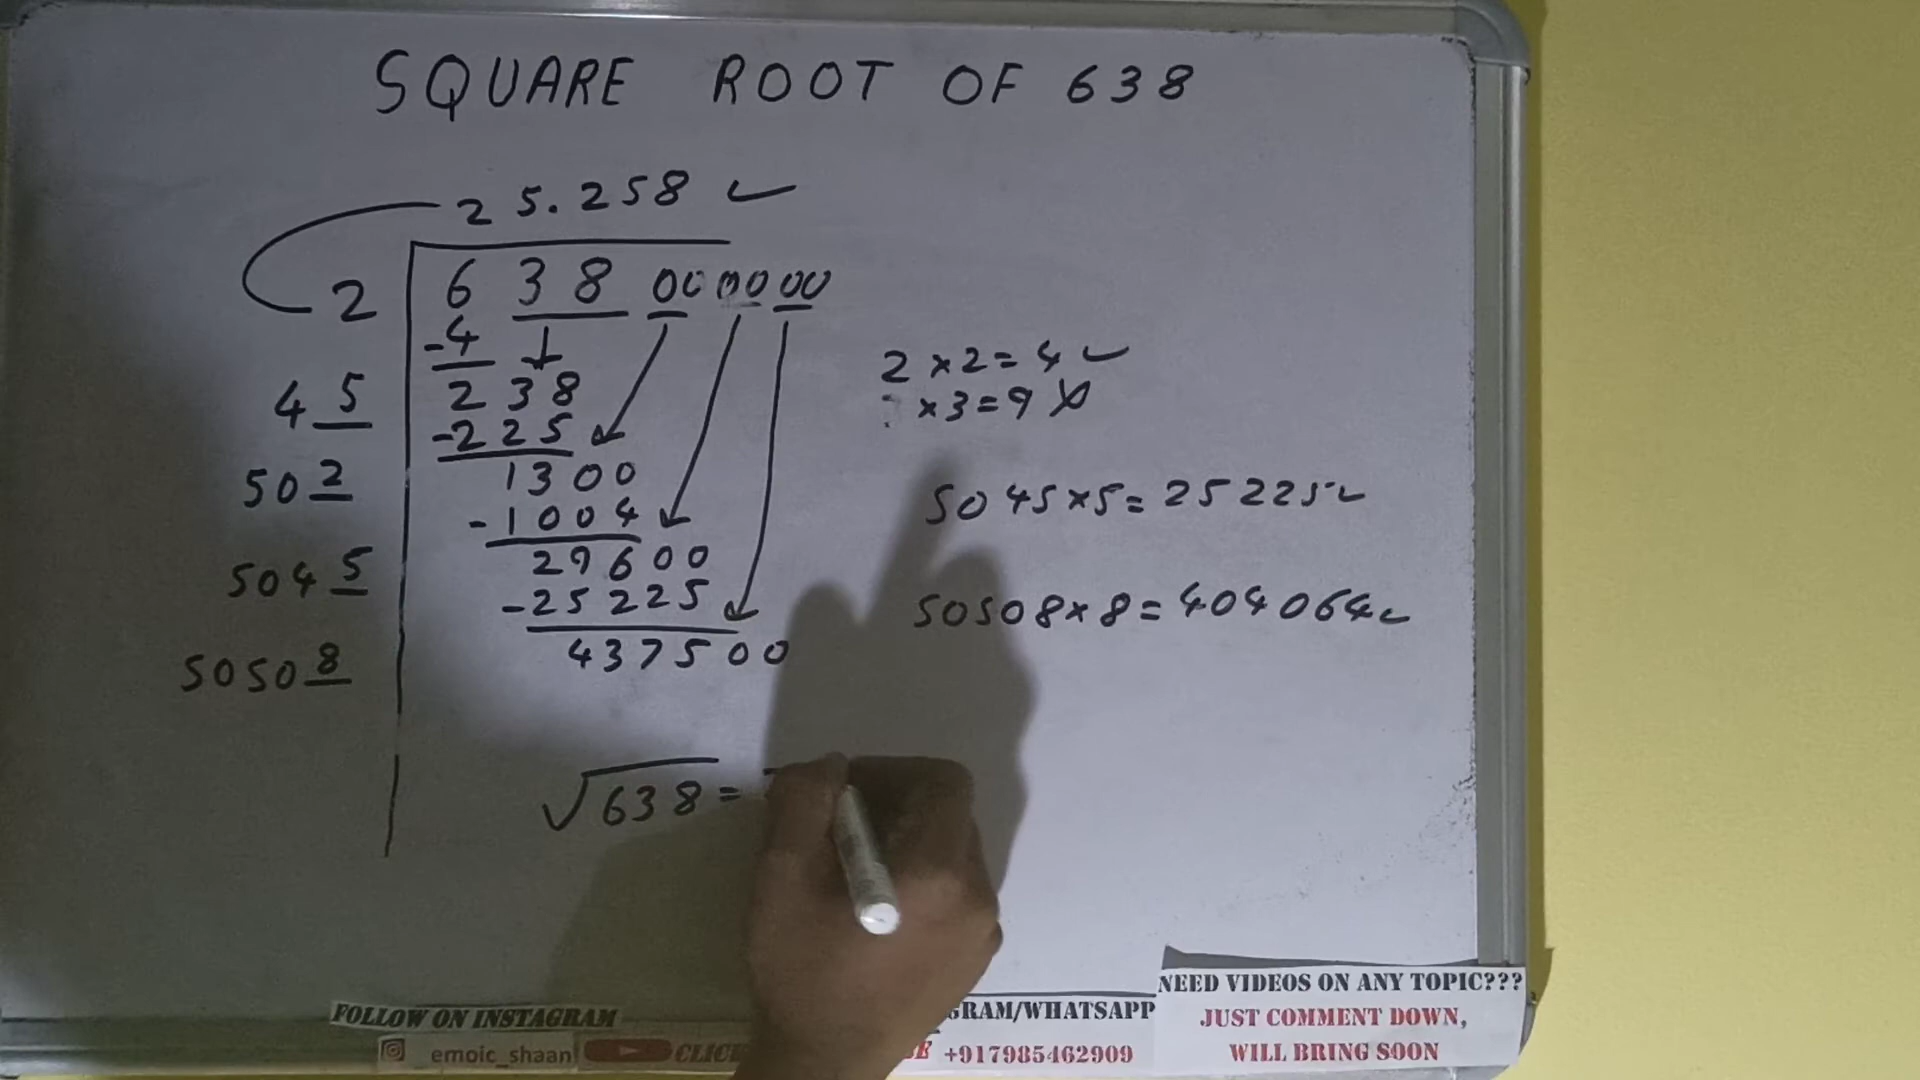 SQUARE ROOT OF 638
25.258
2 638 00 00 00
-4
45 238
-225
502 1300
-1004
5045 29600
-25225
50508 437500
2×2=4
×3=9
5045×5=25225
50508×8=404064
√638=
NEED VIDEOS ON ANY TOPIC???
JUST COMMENT DOWN,
WILL BRING SOON
FOLLOW ON INSTAGRAM
_emoic_shaan
GRAM/WHATSAPP
+917985462909